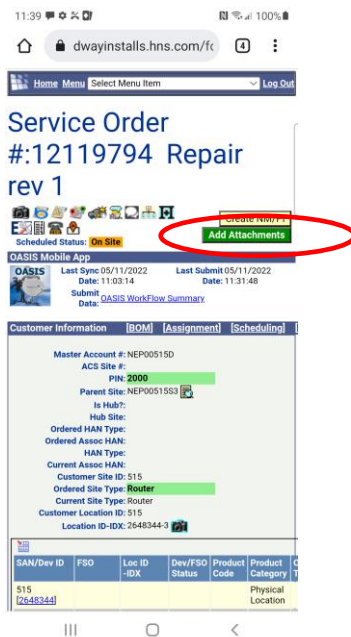 11:39 100%
dwayinstalls.hns.com/fo 4
Home Menu Select Menu Item Log Out
Service Order
#:12119794 Repair
rev 1
Create NM/FT
Add Attachments
Scheduled Status: On Site
OASIS Mobile App
OASIS Last Sync 05/11/2022 Last Submit 05/11/2022
Date: 11:03:14 Date: 11:31:48
Submit
Data: OASIS WorkFlow Summary
Customer Information [BOM] [Assignment] [Scheduling] [
Master Account #: NEP00515D
ACS Site #:
PIN: 2000
Parent Site: NEP00515S3
Is Hub?:
Hub Site:
Ordered HAN Type:
Ordered Assoc HAN:
HAN Type:
Current Assoc HAN:
Customer Site ID: 515
Ordered Site Type: Router
Current Site Type: Router
Customer Location ID: 515
Location ID-IDX: 2648344-3
SAN/Dev ID FSO Loc ID Dev/FSO Product Product
-IDX Status Code Category
515 Physical
[2648344] Location